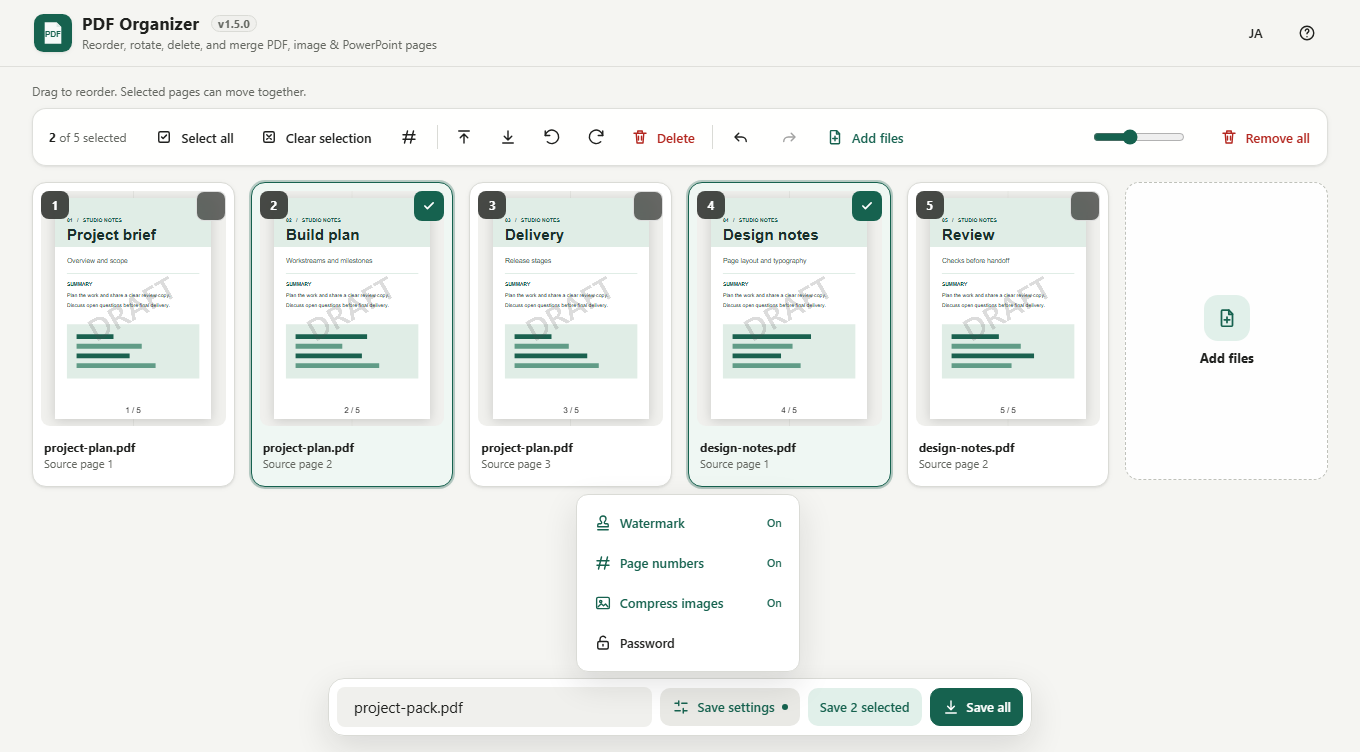 PDF
PDF Organizer v1.5.0
Reorder, rotate, delete, and merge PDF, image & PowerPoint pages
JA
Drag to reorder. Selected pages can move together.
2 of 5 selected Select all Clear selection Delete Add files Remove all
1
01 / STUDIO NOTES
Project brief
Overview and scope
SUMMARY
Plan the work and share a clear review copy.
Discuss open questions before final delivery.
DRAFT
1 / 5
project-plan.pdf
Source page 1
2
02 / STUDIO NOTES
Build plan
Workstreams and milestones
SUMMARY
Plan the work and share a clear review copy.
Discuss open questions before final delivery.
DRAFT
2 / 5
project-plan.pdf
Source page 2
3
03 / STUDIO NOTES
Delivery
Release stages
SUMMARY
Plan the work and share a clear review copy.
Discuss open questions before final delivery.
DRAFT
3 / 5
project-plan.pdf
Source page 3
4
04 / STUDIO NOTES
Design notes
Page layout and typography
SUMMARY
Plan the work and share a clear review copy.
Discuss open questions before final delivery.
DRAFT
4 / 5
design-notes.pdf
Source page 1
5
05 / STUDIO NOTES
Review
Checks before handoff
SUMMARY
Plan the work and share a clear review copy.
Discuss open questions before final delivery.
DRAFT
5 / 5
design-notes.pdf
Source page 2
Add files
Watermark On
Page numbers On
Compress images On
Password
project-pack.pdf Save settings Save 2 selected Save all